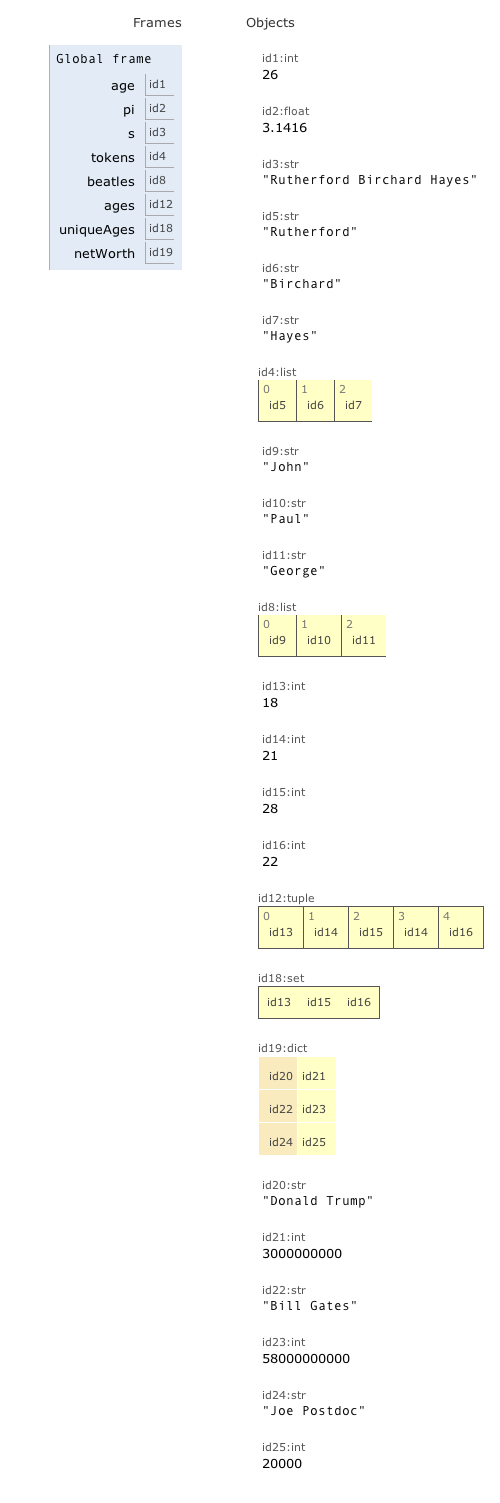 Frames Objects
Global frame
age id1
pi id2
s id3
tokens id4
beatles id8
ages id12
uniqueAges id18
netWorth id19
id1:int
26
id2:float
3.1416
id3:str
"Rutherford Birchard Hayes"
id5:str
"Rutherford"
id6:str
"Birchard"
id7:str
"Hayes"
id4:list
0 1 2
id5 id6 id7
id9:str
"John"
id10:str
"Paul"
id11:str
"George"
id8:list
0 1 2
id9 id10 id11
id13:int
18
id14:int
21
id15:int
28
id16:int
22
id12:tuple
0 1 2 3 4
id13 id14 id15 id14 id16
id18:set
id13 id15 id16
id19:dict
id20 id21
id22 id23
id24 id25
id20:str
"Donald Trump"
id21:int
3000000000
id22:str
"Bill Gates"
id23:int
58000000000
id24:str
"Joe Postdoc"
id25:int
20000